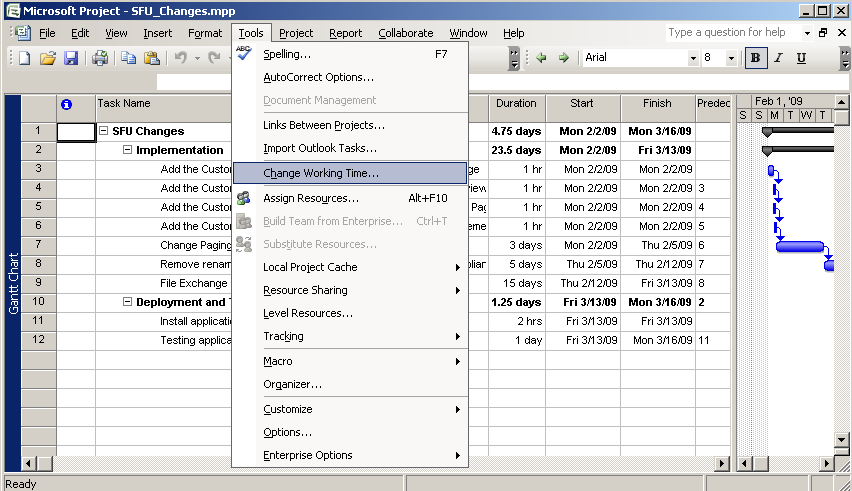 Microsoft Project - SFU_Changes.mpp
File Edit View Insert Format Tools Project Report Collaborate Window Help
Type a question for help
Arial 8 B I U
Spelling... F7
AutoCorrect Options...
Document Management
Links Between Projects...
Import Outlook Tasks...
Change Working Time...
Assign Resources... Alt+F10
Build Team from Enterprise... Ctrl+T
Substitute Resources...
Local Project Cache
Resource Sharing
Level Resources...
Tracking
Macro
Organizer...
Customize
Options...
Enterprise Options
Task Name Duration Start Finish Predec
Feb 1, '09
S S M T W T
1 SFU Changes 4.75 days Mon 2/2/09 Mon 3/16/09
2 Implementation 23.5 days Mon 2/2/09 Fri 3/13/09
3 Add the Custo ge 1 hr Mon 2/2/09 Mon 2/2/09
4 Add the Custo view 1 hr Mon 2/2/09 Mon 2/2/09 3
5 Add the Custo Pag 1 hr Mon 2/2/09 Mon 2/2/09 4
6 Add the Custo eme 1 hr Mon 2/2/09 Mon 2/2/09 5
7 Change Paging 3 days Mon 2/2/09 Thu 2/5/09 6
8 Remove renam plian 5 days Thu 2/5/09 Thu 2/12/09 7
9 File Exchange 15 days Thu 2/12/09 Fri 3/13/09 8
10 Deployment and T 1.25 days Fri 3/13/09 Mon 3/16/09 2
11 Install applicatio 2 hrs Fri 3/13/09 Fri 3/13/09
12 Testing applica 1 day Fri 3/13/09 Mon 3/16/09 11
Gantt Chart
Ready